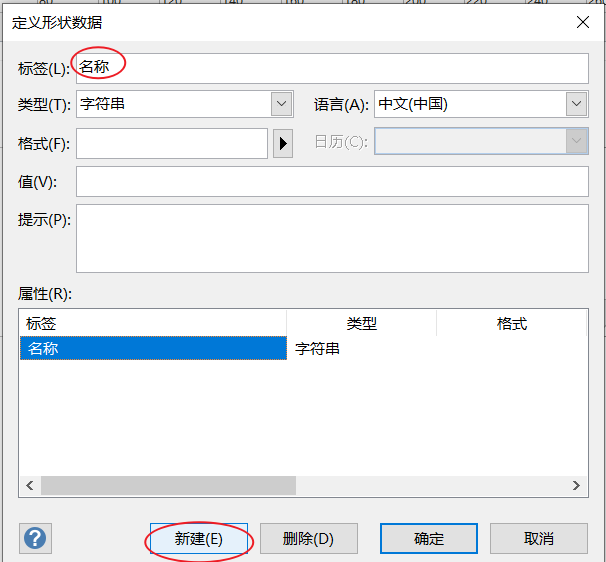 定义形状数据
标签(L): 名称
类型(T): 字符串 语言(A): 中文(中国)
格式(F): 日历(C):
值(V):
提示(P):
属性(R):
标签 类型 格式
名称 字符串
? 新建(E) 删除(D) 确定 取消